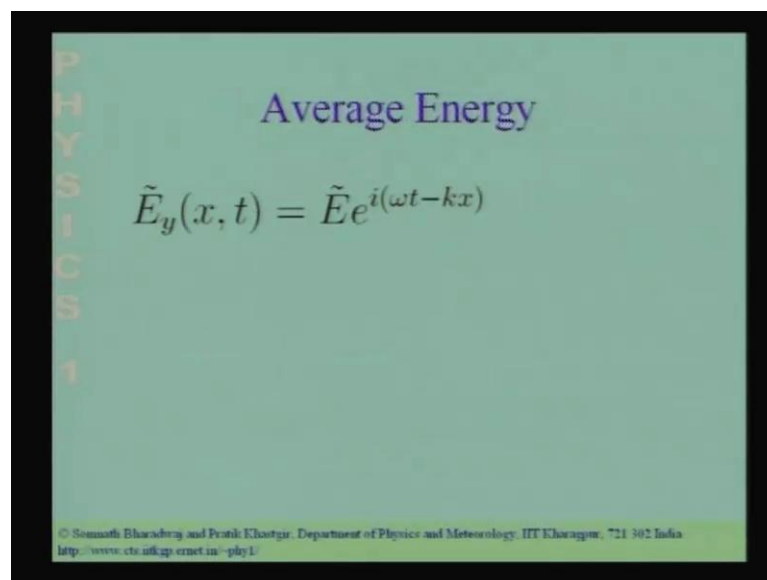 PHYSICS 1
Average Energy
Ẽ_y(x, t) = Ẽe^{i(ωt−kx)}
© Somnath Bharadwaj and Pratik Khastgir, Department of Physics and Meteorology, IIT Kharagpur, 721 302 India
http://www.cts.iitkgp.ernet.in/~phy1/